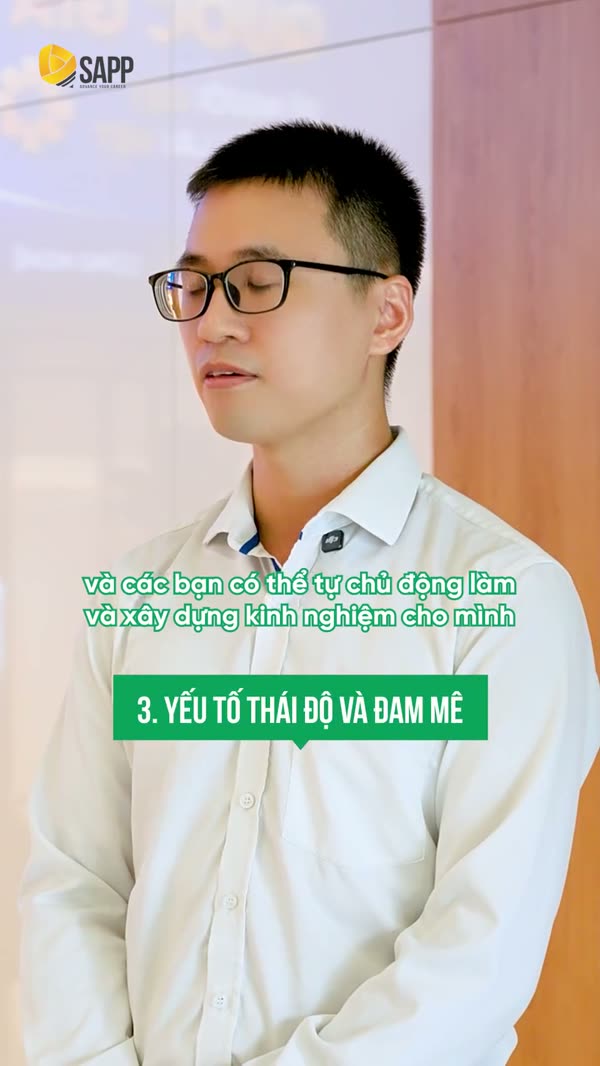 SAPP
ADVANCE YOUR CAREER
và các bạn có thể tự chủ động làm
và xây dựng kinh nghiệm cho mình
3. YẾU TỐ THÁI ĐỘ VÀ ĐAM MÊ